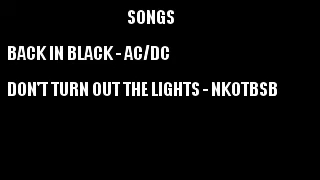 SONGS
BACK IN BLACK - AC/DC
DON'T TURN OUT THE LIGHTS - NKOTBSB